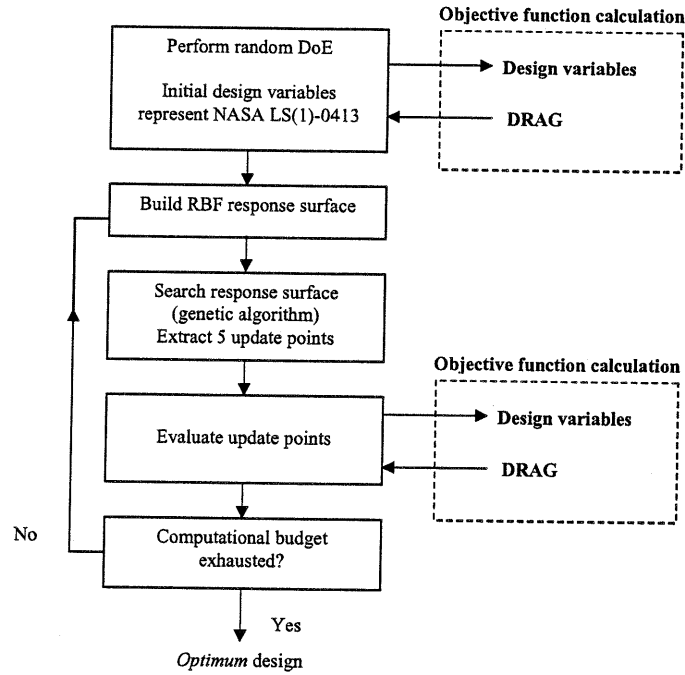 Objective function calculation
Perform random DoE
Initial design variables
represent NASA LS(1)-0413
Design variables
DRAG
Build RBF response surface
Search response surface
(genetic algorithm)
Extract 5 update points
Objective function calculation
Evaluate update points
Design variables
DRAG
No
Computational budget
exhausted?
Yes
Optimum design